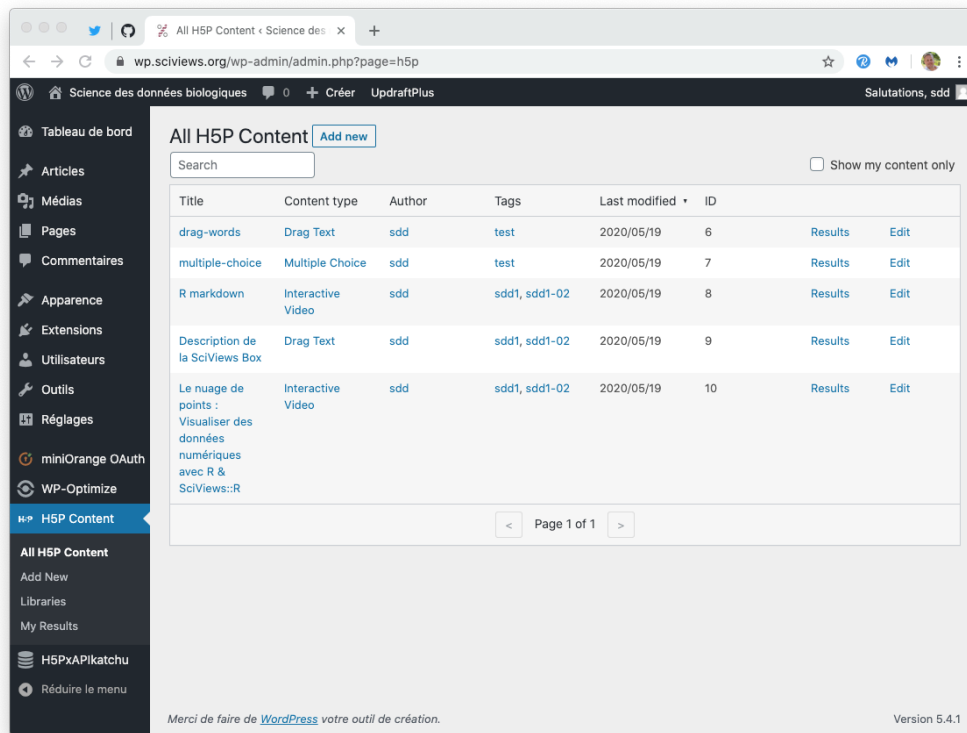 All H5P Content ‹ Science des
wp.sciviews.org/wp-admin/admin.php?page=h5p
Science des données biologiques 0 + Créer UpdraftPlus Salutations, sdd
Tableau de bord
Articles
Médias
Pages
Commentaires
Apparence
Extensions
Utilisateurs
Outils
Réglages
miniOrange OAuth
WP-Optimize
H5P H5P Content
All H5P Content
Add New
Libraries
My Results
H5PxAPIkatchu
Réduire le menu
All H5P Content Add new
Search Show my content only
Title Content type Author Tags Last modified ID
drag-words Drag Text sdd test 2020/05/19 6 Results Edit
multiple-choice Multiple Choice sdd test 2020/05/19 7 Results Edit
R markdown Interactive sdd sdd1, sdd1-02 2020/05/19 8 Results Edit
Video
Description de Drag Text sdd sdd1, sdd1-02 2020/05/19 9 Results Edit
la SciViews Box
Le nuage de Interactive sdd sdd1, sdd1-02 2020/05/19 10 Results Edit
points : Video
Visualiser des
données
numériques
avec R &
SciViews::R
< Page 1 of 1 >
Merci de faire de WordPress votre outil de création. Version 5.4.1